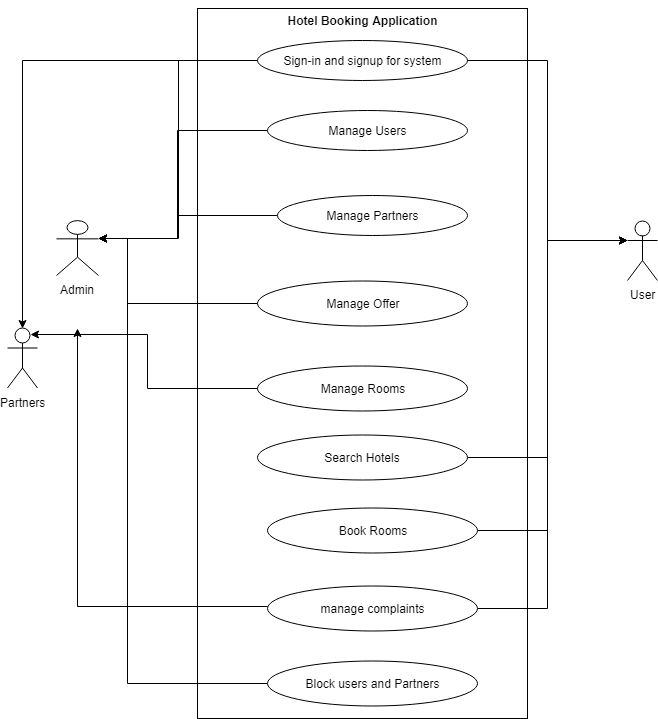 Hotel Booking Application
Sign-in and signup for system
Manage Users
Manage Partners
Admin
User
Manage Offer
Partners
Manage Rooms
Search Hotels
Book Rooms
manage complaints
Block users and Partners